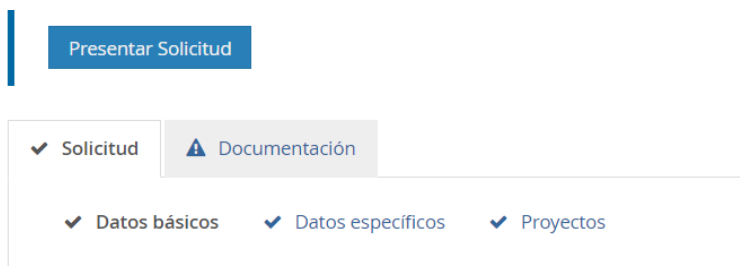 Presentar Solicitud
Solicitud Documentación
Datos básicos Datos específicos Proyectos